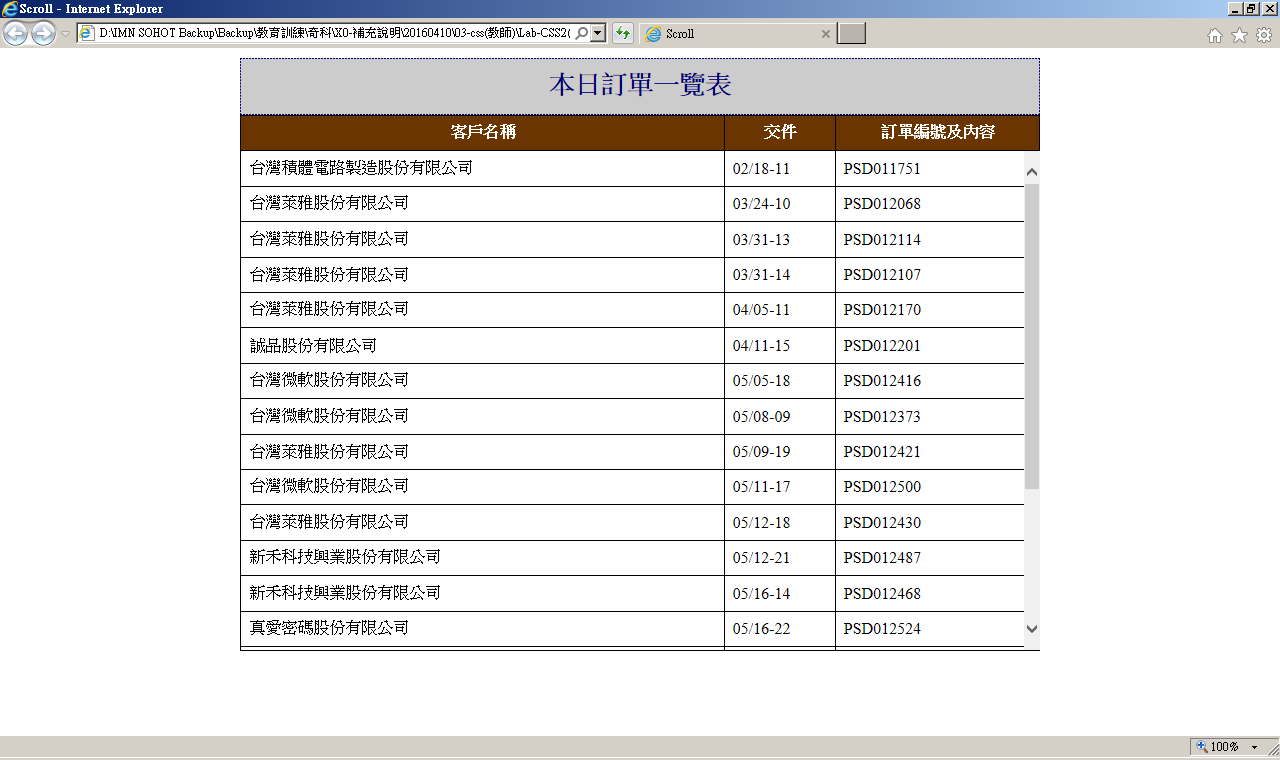 Scroll - Internet Explorer
D:\IMN SOHOT Backup\Backup\教育訓練\奇科\X0-補充說明\20160410\03-css(教師)\Lab-CSS2(
Scroll
本日訂單一覽表
客戶名稱 交件 訂單編號及內容
台灣積體電路製造股份有限公司 02/18-11 PSD011751
台灣萊雅股份有限公司 03/24-10 PSD012068
台灣萊雅股份有限公司 03/31-13 PSD012114
台灣萊雅股份有限公司 03/31-14 PSD012107
台灣萊雅股份有限公司 04/05-11 PSD012170
誠品股份有限公司 04/11-15 PSD012201
台灣微軟股份有限公司 05/05-18 PSD012416
台灣微軟股份有限公司 05/08-09 PSD012373
台灣萊雅股份有限公司 05/09-19 PSD012421
台灣微軟股份有限公司 05/11-17 PSD012500
台灣萊雅股份有限公司 05/12-18 PSD012430
新禾科技興業股份有限公司 05/12-21 PSD012487
新禾科技興業股份有限公司 05/16-14 PSD012468
真愛密碼股份有限公司 05/16-22 PSD012524
100%